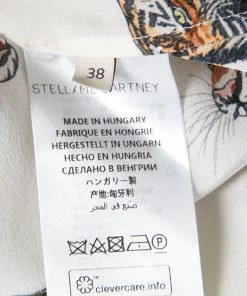 38
STELLA McCARTNEY
MADE IN HUNGARY
FABRIQUE EN HONGRIE
HERGESTELLT IN UNGARN
HECHO EN HUNGRIA
СДЕЛАНО В ВЕНГРИИ
ハンガリー製
产地:匈牙利
صنع في المجر
P
clevercare.info